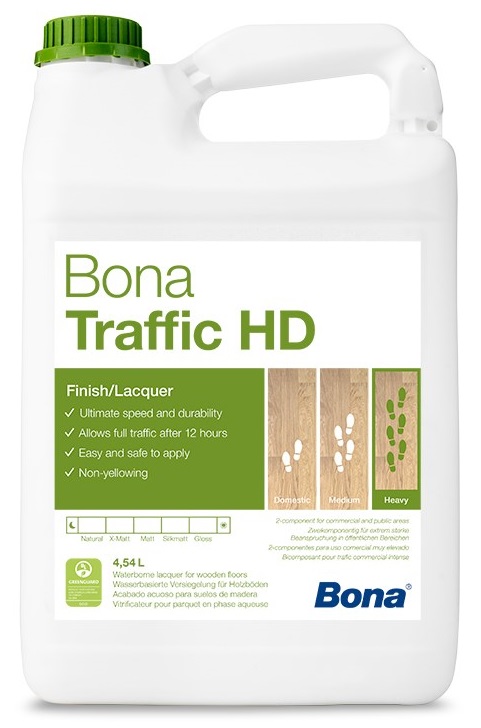 Bona
Traffic HD
Finish/Lacquer
✓ Ultimate speed and durability
✓ Allows full traffic after 12 hours
✓ Easy and safe to apply
✓ Non-yellowing
Domestic
Medium
Heavy
Natural X-Matt Matt Silkmatt Gloss
2-component for commercial and public areas
Zweikomponentig für extrem starke
Beanspruchung in öffentlichen Bereichen
2-componentes para uso comercial muy elevado
Bicomposant pour traffic commercial intense
GREENGUARD
4,54 L
Waterborne lacquer for wooden floors
Wasserbasierte Versiegelung für Holzböden
Acabado acuoso para suelos de madera
Vitrificateur pour parquet en phase aqueuse
Bona®